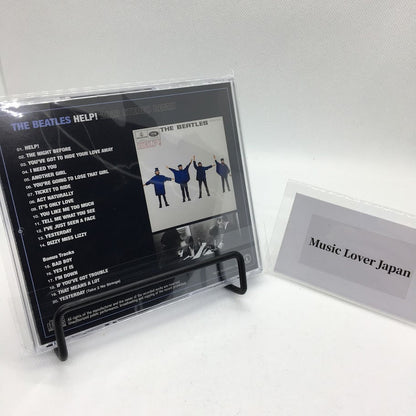 THE BEATLES HELP!
01. HELP!
02. THE NIGHT BEFORE
03. YOU'VE GOT TO HIDE YOUR LOVE AWAY
04. I NEED YOU
05. ANOTHER GIRL
06. YOU'RE GOING TO LOSE THAT GIRL
07. TICKET TO RIDE
08. ACT NATURALLY
09. IT'S ONLY LOVE
10. YOU LIKE ME TOO MUCH
11. TELL ME WHAT YOU SEE
12. I'VE JUST SEEN A FACE
13. YESTERDAY
14. DIZZY MISS LIZZY
Bonus Tracks
15. BAD BOY
16. YES IT IS
17. I'M DOWN
18. IF YOU'VE GOT TROUBLE
19. THAT MEANS A LOT
20. YESTERDAY (Take 2 No Strings)
THE BEATLES
Music Lover Japan